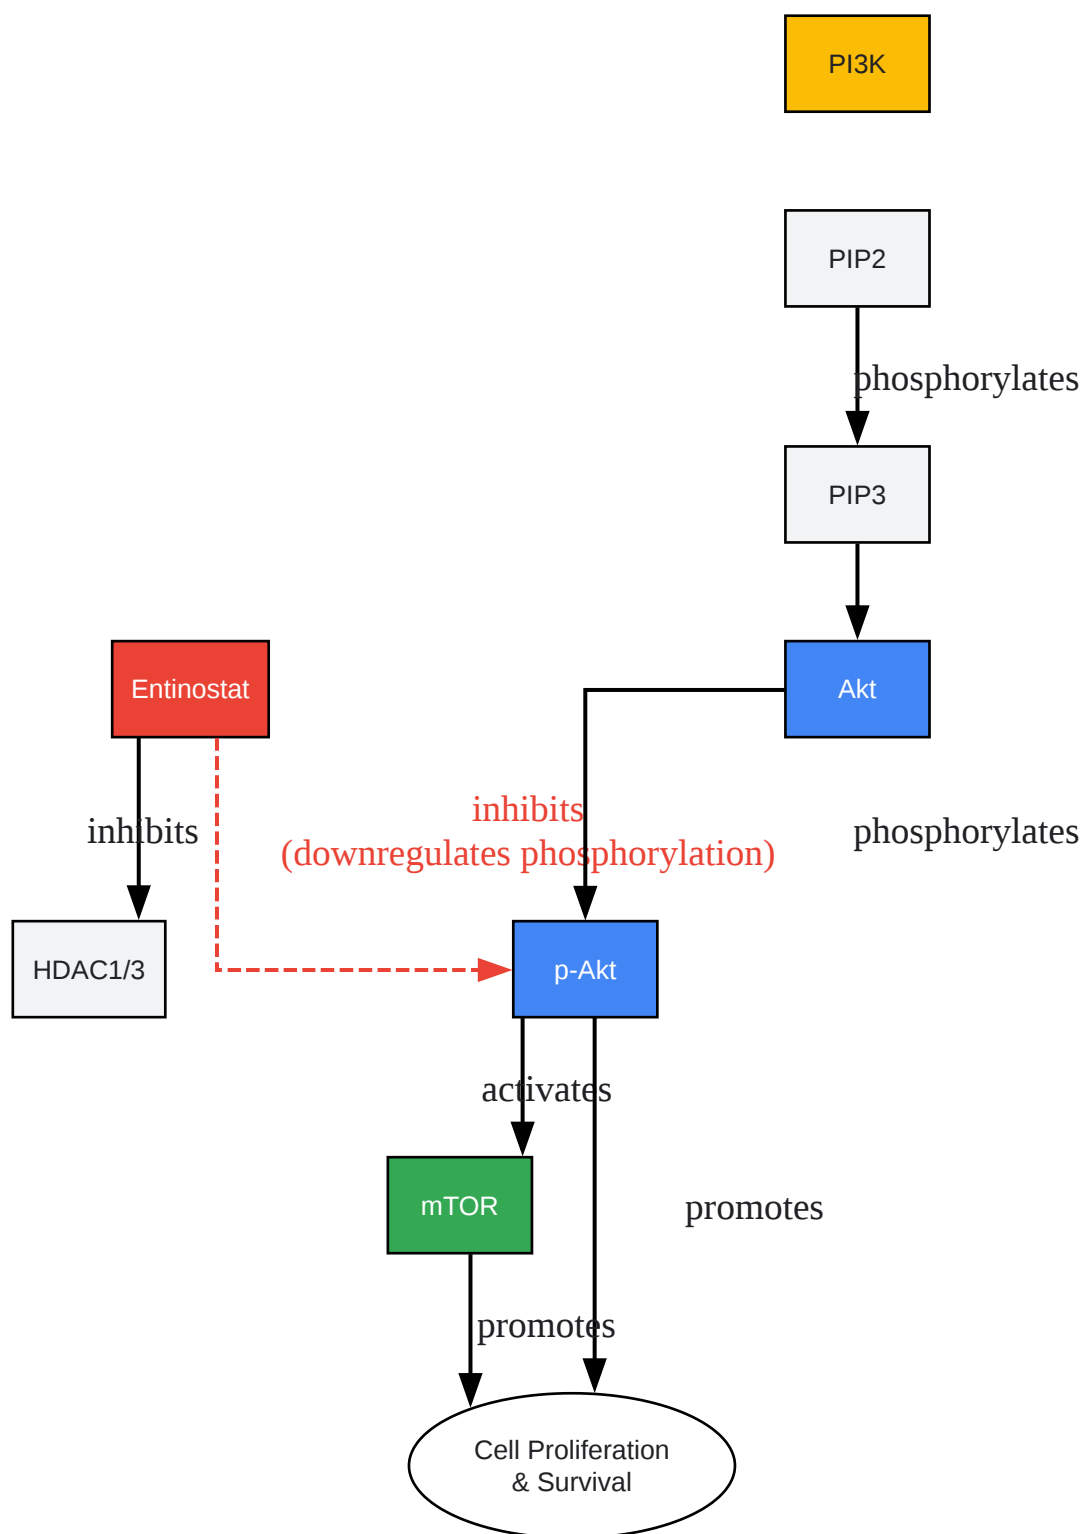 PI3K
PIP2
phosphorylates
PIP3
Entinostat
Akt
inhibits
inhibits
(downregulates phosphorylation)
phosphorylates
HDAC1/3
p-Akt
activates
mTOR
promotes
promotes
Cell Proliferation
& Survival